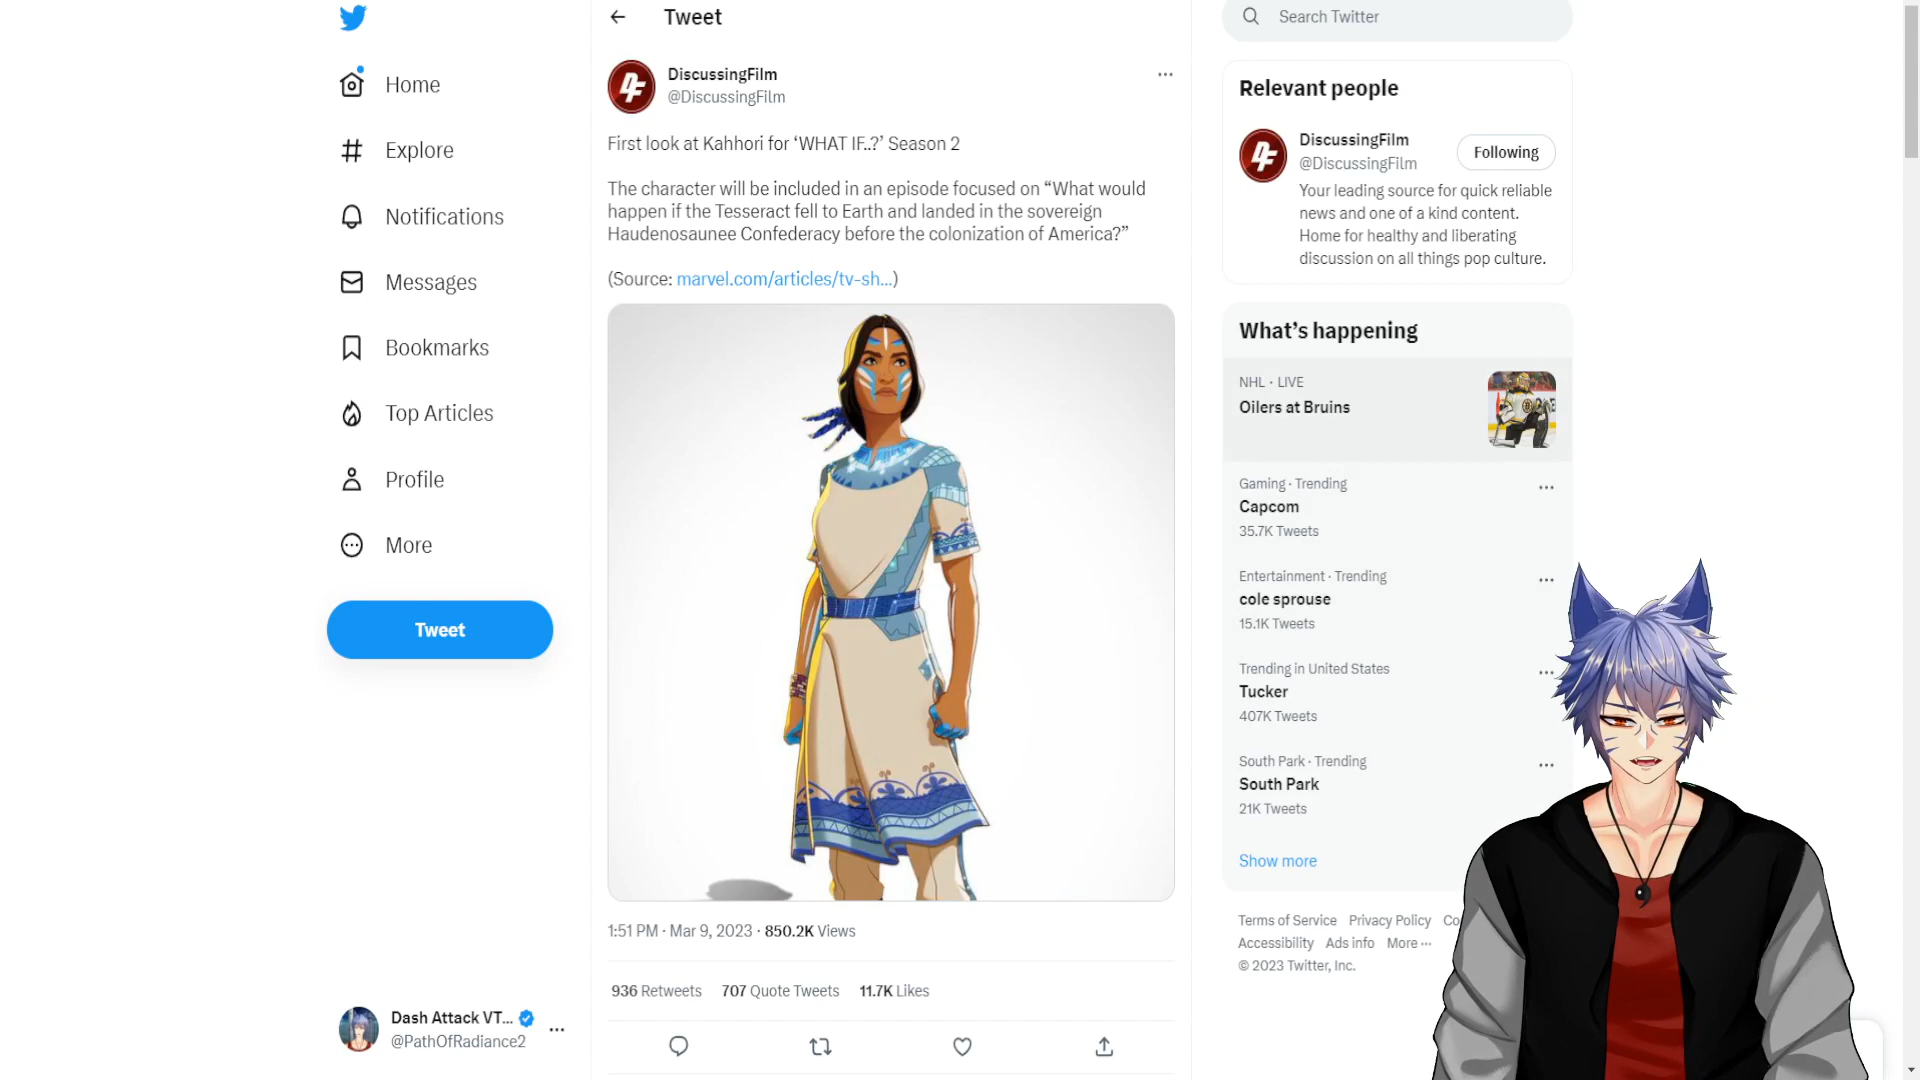 Home
Explore
Notifications
Messages
Bookmarks
Top Articles
Profile
More
Tweet
Dash Attack VT...
@PathOfRadiance2
Tweet
DiscussingFilm
@DiscussingFilm
First look at Kahhori for ‘WHAT IF..?’ Season 2
The character will be included in an episode focused on “What would
happen if the Tesseract fell to Earth and landed in the sovereign
Haudenosaunee Confederacy before the colonization of America?”
(Source: marvel.com/articles/tv-sh...)
1:51 PM · Mar 9, 2023 · 850.2K Views
936 Retweets 707 Quote Tweets 11.7K Likes
Search Twitter
Relevant people
DiscussingFilm
@DiscussingFilm
Following
Your leading source for quick reliable
news and one of a kind content.
Home for healthy and liberating
discussion on all things pop culture.
What’s happening
NHL · LIVE
Oilers at Bruins
Gaming · Trending
Capcom
35.7K Tweets
Entertainment · Trending
cole sprouse
15.1K Tweets
Trending in United States
Tucker
407K Tweets
South Park · Trending
South Park
21K Tweets
Show more
Terms of Service Privacy Policy Co
Accessibility Ads info More ...
© 2023 Twitter, Inc.